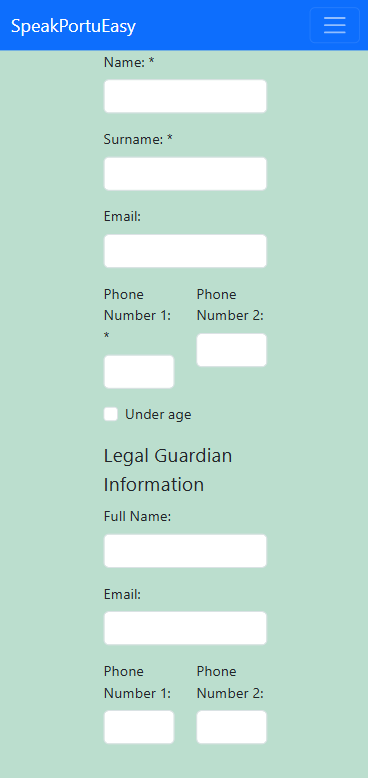 SpeakPortuEasy
Name: *
Surname: *
Email:
Phone
Number 1:
*
Phone
Number 2:
Under age
Legal Guardian
Information
Full Name:
Email:
Phone
Number 1:
Phone
Number 2: